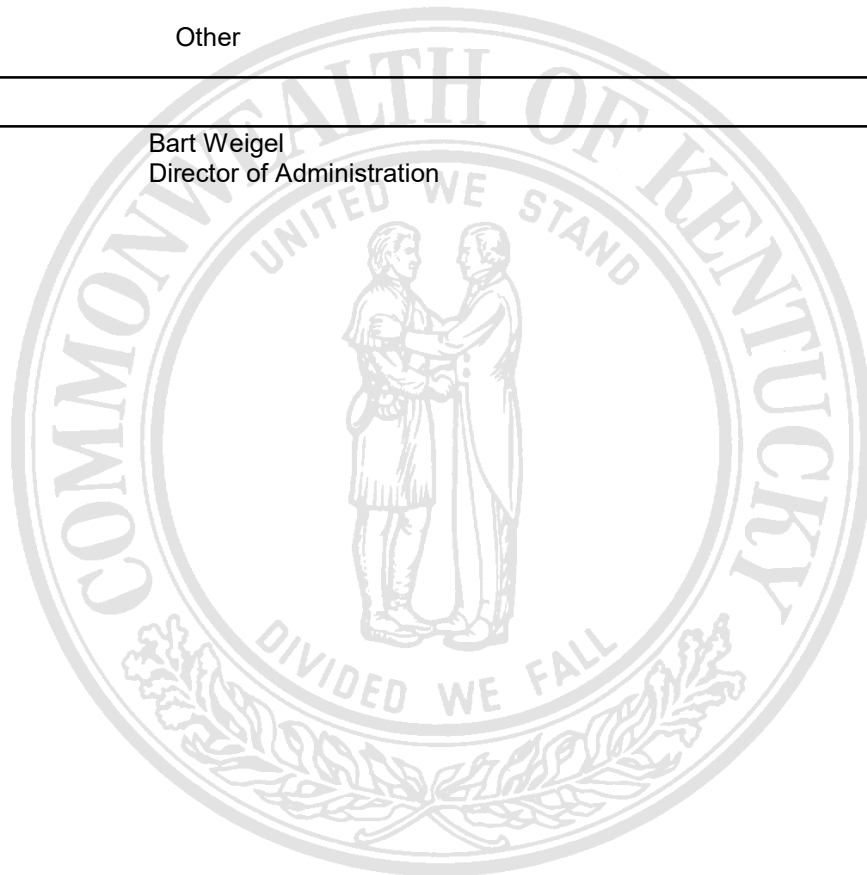 Other
Bart Weigel
Director of Administration
COMMONWEALTH OF KENTUCKY
UNITED WE STAND
DIVIDED WE FALL